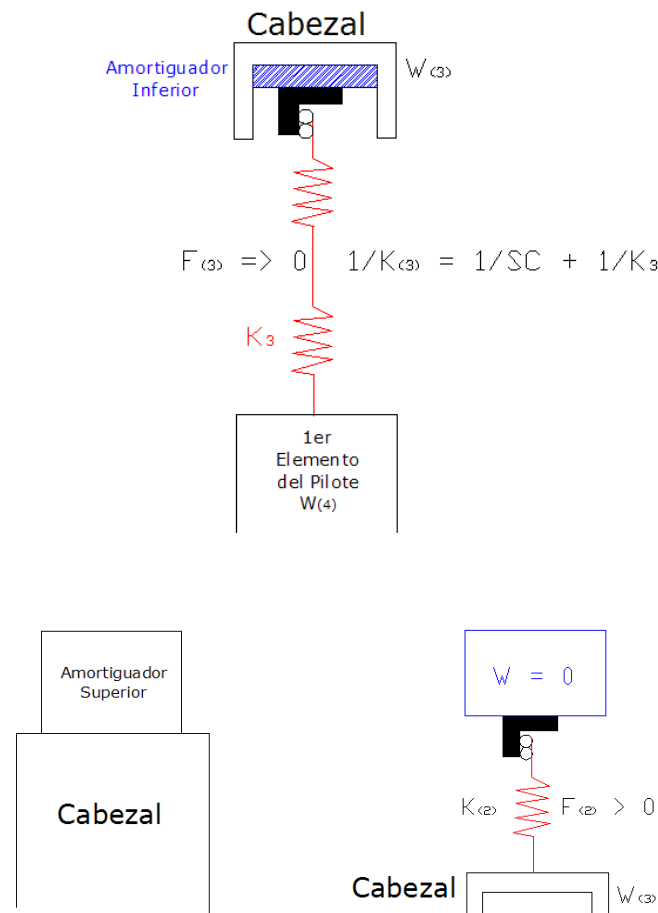 Cabezal
Amortiguador
Inferior
W(3)
F(3) => 0 1/K(3) = 1/SC + 1/K3
K3
1er
Elemento
del Pilote
W(4)
Amortiguador
Superior
Cabezal
W = 0
K(2)
F(2) > 0
Cabezal
W(3)